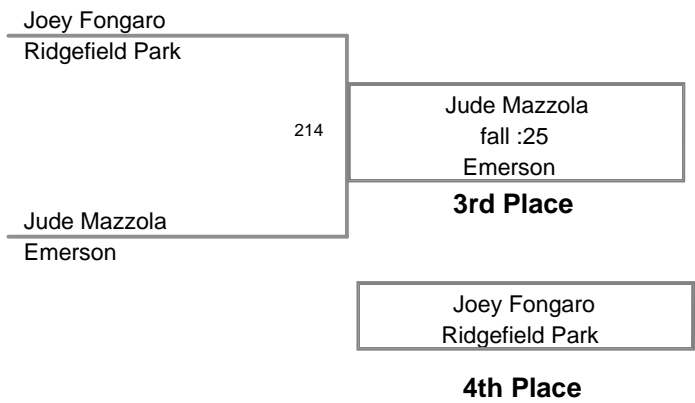 Joey Fongaro
Ridgefield Park
214
Jude Mazzola
fall :25
Emerson
3rd Place
Jude Mazzola
Emerson
Joey Fongaro
Ridgefield Park
4th Place